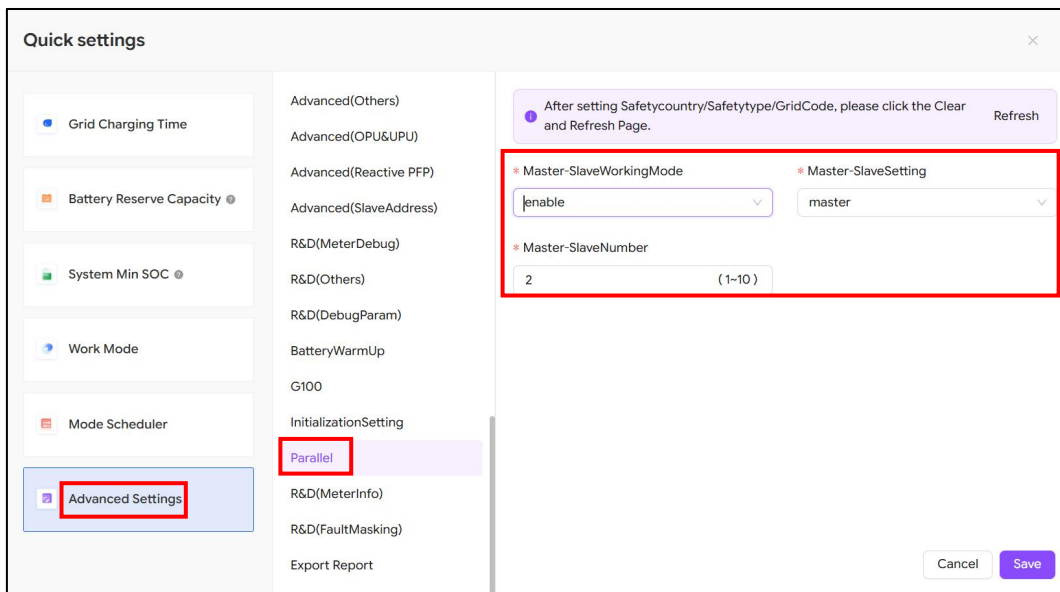 Quick settings
Grid Charging Time
Battery Reserve Capacity
System Min SOC
Work Mode
Mode Scheduler
Advanced Settings
Advanced(Others)
Advanced(OPU&UPU)
Advanced(Reactive PFP)
Advanced(SlaveAddress)
R&D(MeterDebug)
R&D(Others)
R&D(DebugParam)
BatteryWarmUp
G100
InitializationSetting
Parallel
R&D(MeterInfo)
R&D(FaultMasking)
Export Report
After setting Safetycountry/Safetytype/GridCode, please click the Clear
and Refresh Page.
Refresh
* Master-SlaveWorkingMode
enable
* Master-SlaveSetting
master
* Master-SlaveNumber
2 (1~10)
Cancel
Save